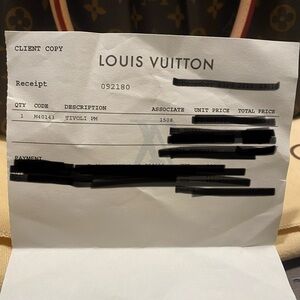 CLIENT COPY
LOUIS VUITTON
Receipt 092180
QTY CODE DESCRIPTION ASSOCIATE UNIT PRICE TOTAL PRICE
1 M40143 TIVOLI PM 1508
PAYMENT